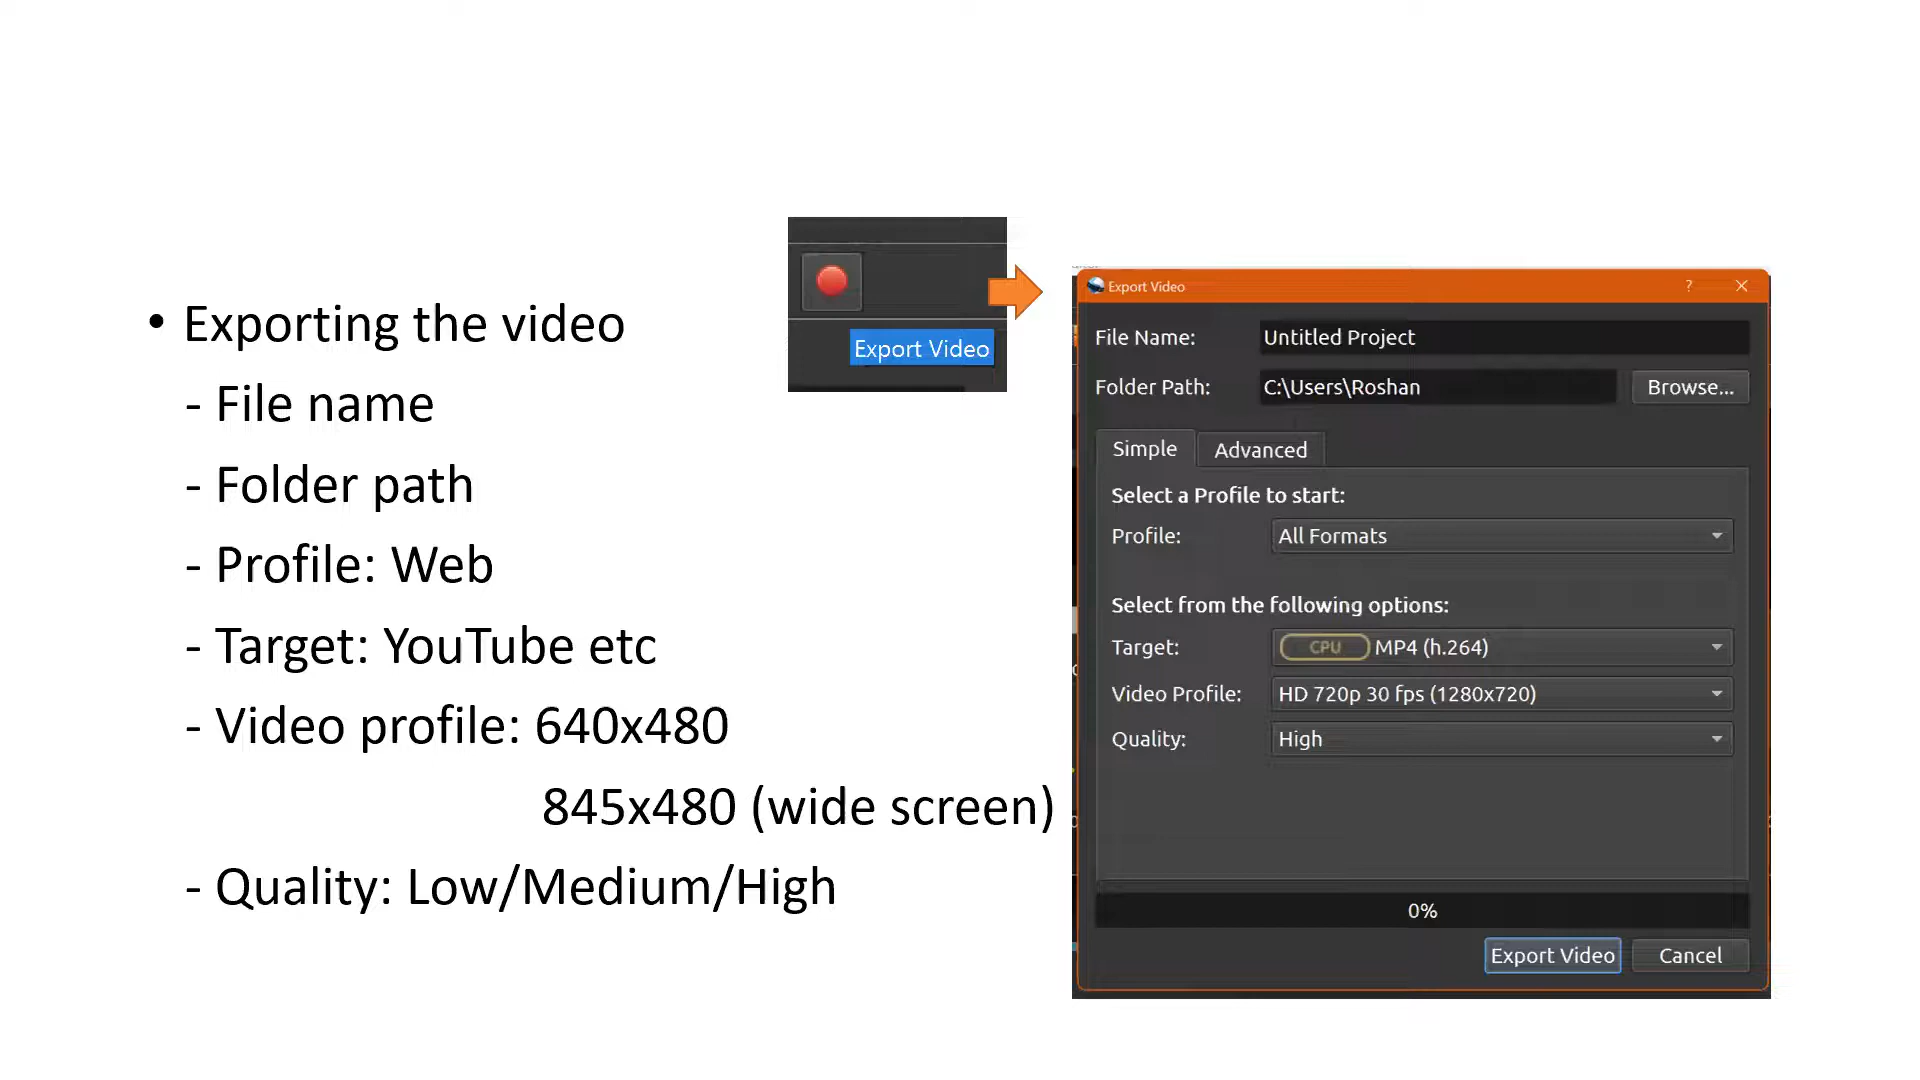 • Exporting the video
- File name
- Folder path
- Profile: Web
- Target: YouTube etc
- Video profile: 640x480
845x480 (wide screen)
- Quality: Low/Medium/High
Export Video
Export Video
File Name: Untitled Project
Folder Path: C:\Users\Roshan Browse...
Simple Advanced
Select a Profile to start:
Profile: All Formats
Select from the following options:
Target: CPU MP4 (h.264)
Video Profile: HD 720p 30 fps (1280x720)
Quality: High
0%
Export Video Cancel